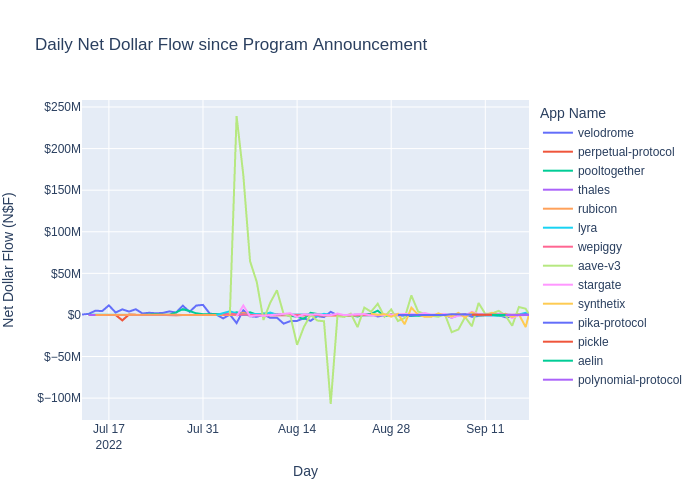 Daily Net Dollar Flow since Program Announcement
Net Dollar Flow (N$F)
$250M
$200M
$150M
$100M
$50M
$0
$−50M
$−100M
Jul 17
2022
Jul 31
Aug 14
Aug 28
Sep 11
Day
App Name
velodrome
perpetual-protocol
pooltogether
thales
rubicon
lyra
wepiggy
aave-v3
stargate
synthetix
pika-protocol
pickle
aelin
polynomial-protocol